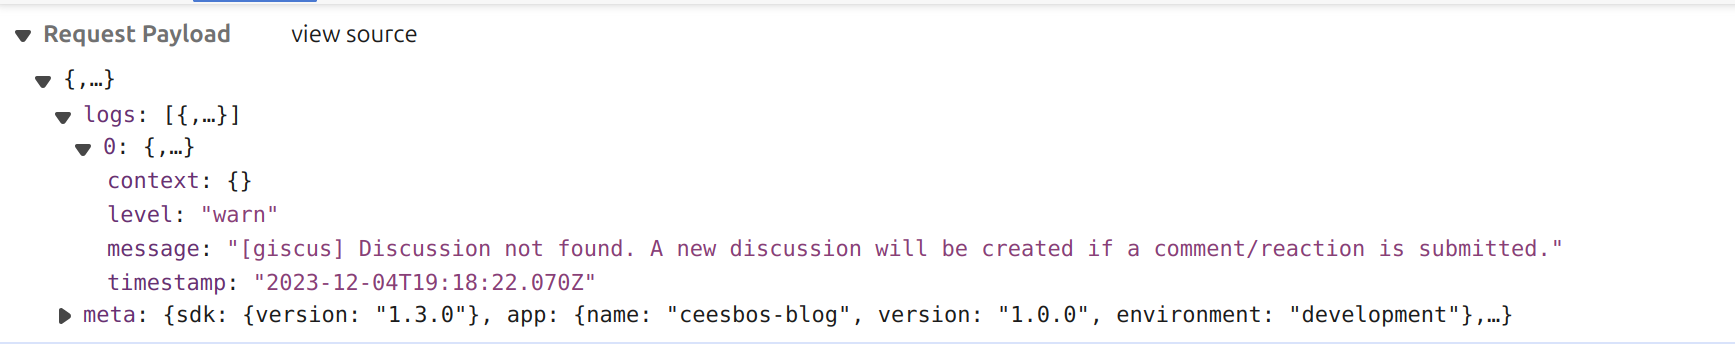 Request Payload view source
{,…}
logs: [{,…}]
0: {,…}
context: {}
level: "warn"
message: "[giscus] Discussion not found. A new discussion will be created if a comment/reaction is submitted."
timestamp: "2023-12-04T19:18:22.070Z"
meta: {sdk: {version: "1.3.0"}, app: {name: "ceesbos-blog", version: "1.0.0", environment: "development"},…}